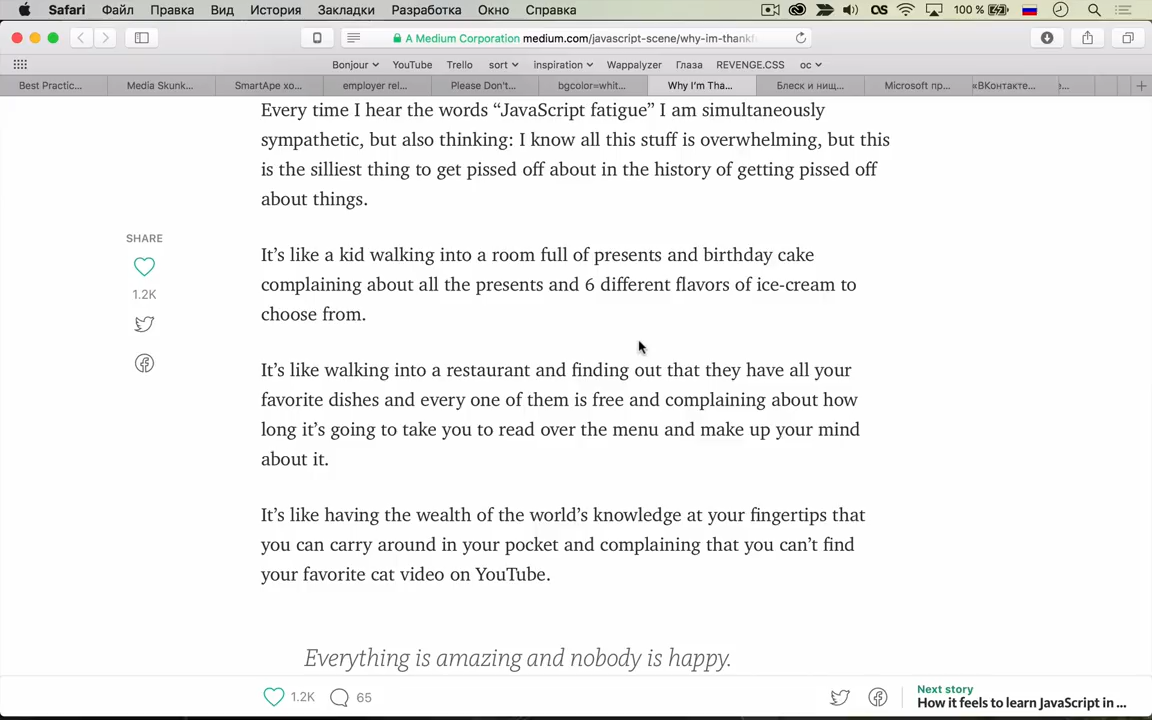 Safari Файл Правка Вид История Закладки Разработка Окно Справка 100 %
A Medium Corporation medium.com/javascript-scene/why-im-thankf
Bonjour YouTube Trello sort inspiration Wappalyzer Глаза REVENGE.CSS ос
Best Practic... Media Skunk... SmartApe хо... employer rel... Please Don't... bgcolor=whit... Why I'm Tha... Блеск и нищ... Microsoft пр... «ВКонтакте... е...
Every time I hear the words “JavaScript fatigue” I am simultaneously
sympathetic, but also thinking: I know all this stuff is overwhelming, but this
is the silliest thing to get pissed off about in the history of getting pissed off
about things.
SHARE
It’s like a kid walking into a room full of presents and birthday cake
complaining about all the presents and 6 different flavors of ice-cream to
choose from.
1.2K
It’s like walking into a restaurant and finding out that they have all your
favorite dishes and every one of them is free and complaining about how
long it’s going to take you to read over the menu and make up your mind
about it.
It’s like having the wealth of the world’s knowledge at your fingertips that
you can carry around in your pocket and complaining that you can’t find
your favorite cat video on YouTube.
Everything is amazing and nobody is happy.
1.2K 65
Next story
How it feels to learn JavaScript in ...